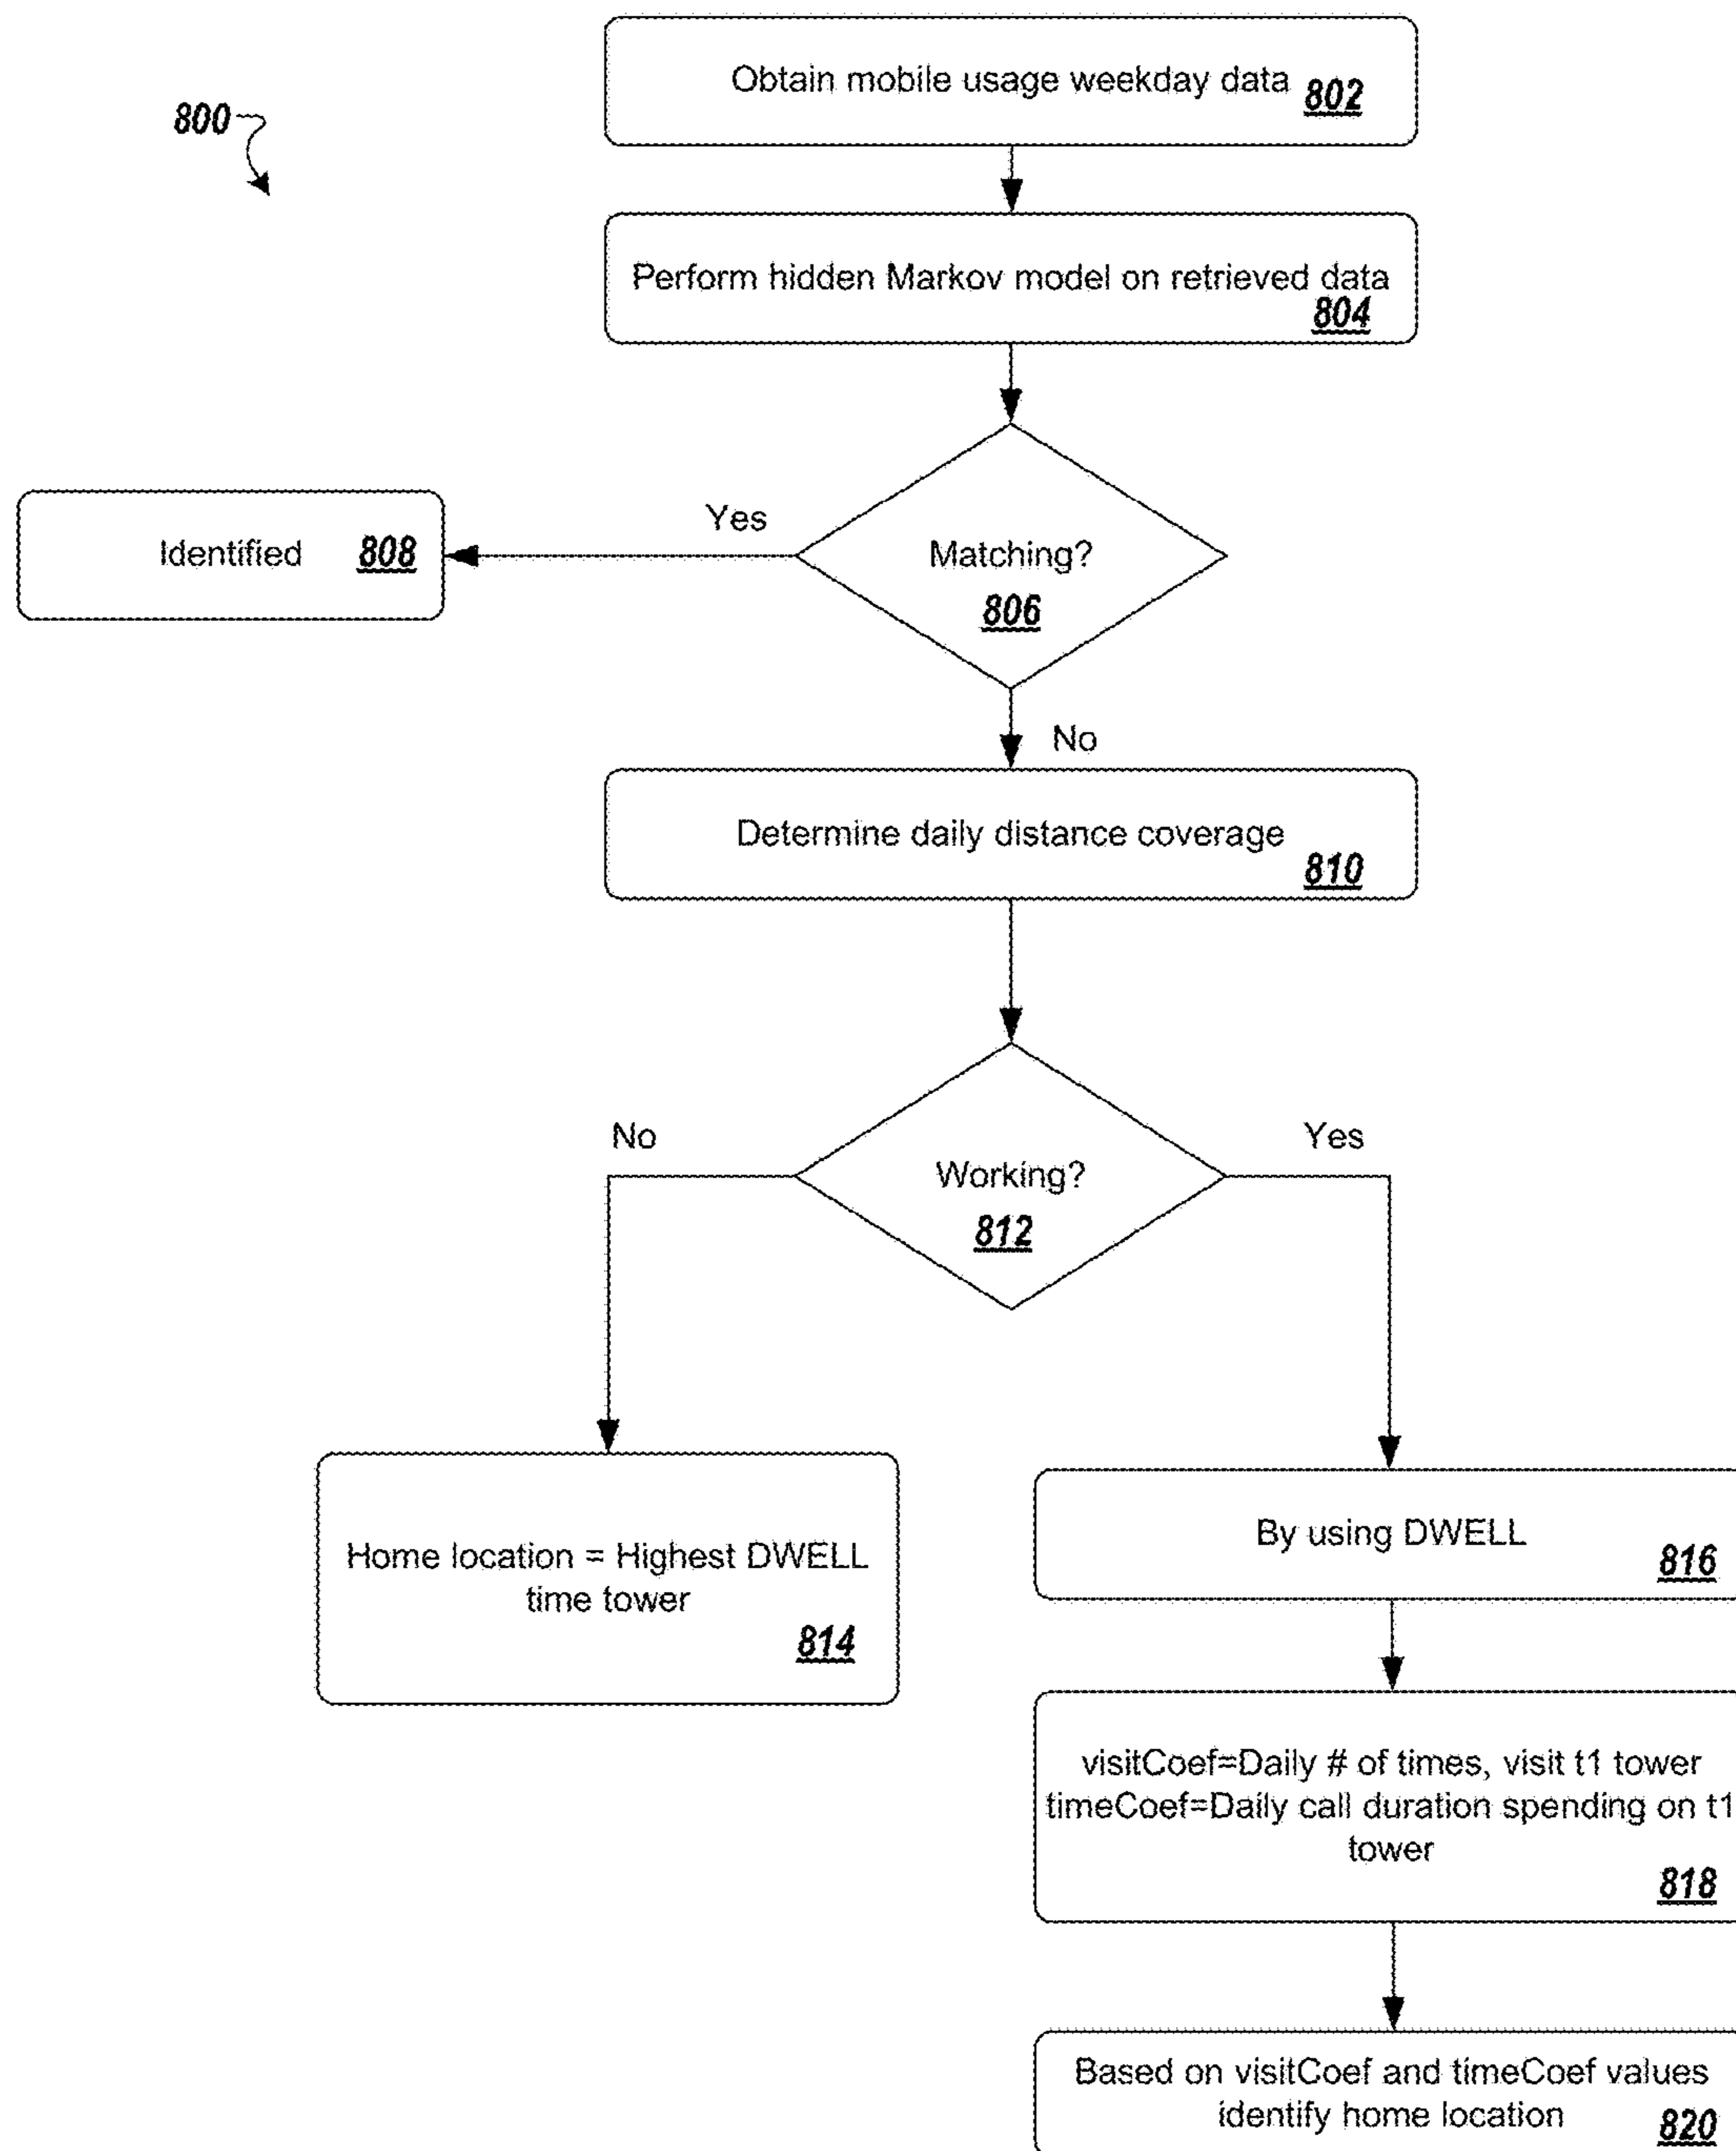 800
Obtain mobile usage weekday data 802
Perform hidden Markov model on retrieved data
804
Yes
Identified 808
Matching?
806
No
Determine daily distance coverage
810
No
Yes
Working?
812
Home location = Highest DWELL
time tower
814
By using DWELL
816
visitCoef=Daily # of times, visit t1 tower
timeCoef=Daily call duration spending on t1
tower
818
Based on visitCoef and timeCoef values
identify home location
820